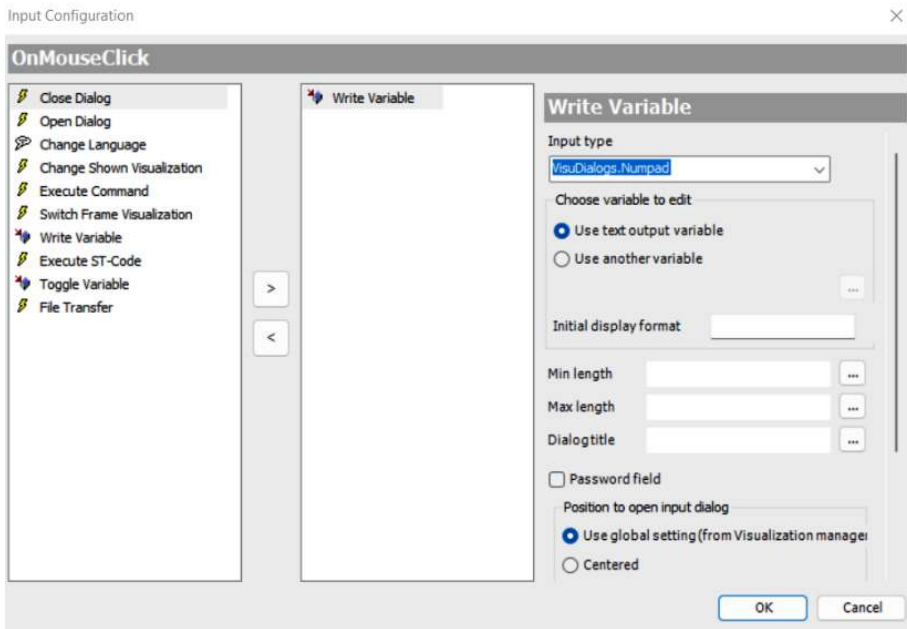 Input Configuration
OnMouseClick
Close Dialog
Open Dialog
Change Language
Change Shown Visualization
Execute Command
Switch Frame Visualization
Write Variable
Execute ST-Code
Toggle Variable
File Transfer
>
<
Write Variable
Write Variable
Input type
VisuDialogs.Numpad
Choose variable to edit
Use text output variable
Use another variable
...
Initial display format
Min length
...
Max length
...
Dialogtitle
...
Password field
Position to open input dialog
Use global setting (from Visualization manager
Centered
OK
Cancel